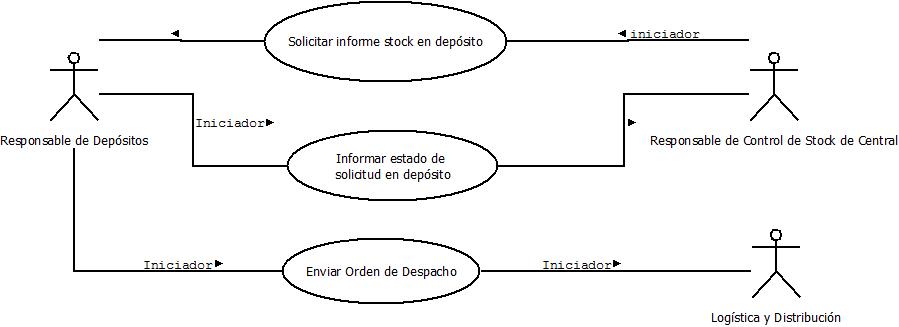 Solicitar informe stock en depósito
iniciador
Iniciador
Responsable de Depósitos
Responsable de Control de Stock de Central
Informar estado de
solicitud en depósito
Iniciador
Enviar Orden de Despacho
Iniciador
Logística y Distribución